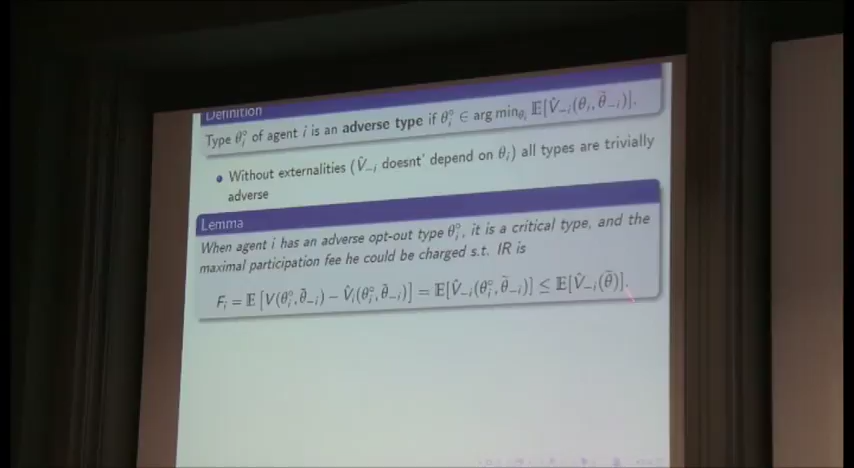 Definition
Type θ_i° of agent i is an adverse type if θ_i° ∈ arg min_{θ_i} 𝔼[V̂_{−i}(θ_i, θ̃_{−i})].
• Without externalities (V̂_{−i} doesnt' depend on θ_i) all types are trivially
adverse
Lemma
When agent i has an adverse opt-out type θ_i°, it is a critical type, and the
maximal participation fee he could be charged s.t. IR is
F_i = 𝔼 [V(θ_i°, θ̃_{−i}) − V̂_i(θ_i°, θ̃_{−i})] = 𝔼[V̂_{−i}(θ_i°, θ̃_{−i})] ≤ 𝔼[V̂_{−i}(θ̃)].